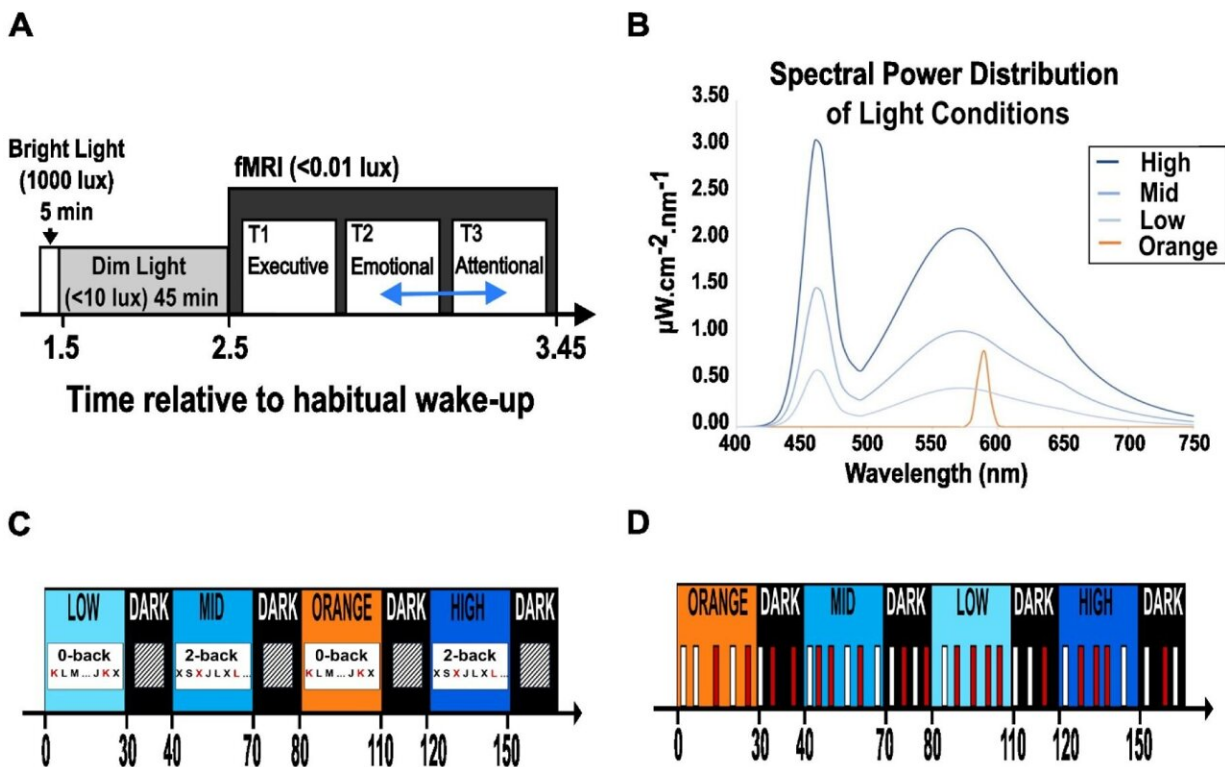 A
Bright Light
(1000 lux)
5 min
fMRI (<0.01 lux)
T1
Executive
T2
Emotional
T3
Attentional
Dim Light
(<10 lux) 45 min
1.5 2.5 3.45
Time relative to habitual wake-up
B
Spectral Power Distribution
of Light Conditions
3.50
3.00
2.50
2.00
1.50
1.00
0.50
0.00
µW.cm-2.nm-1
400 450 500 550 600 650 700 750
Wavelength (nm)
High
Mid
Low
Orange
C
LOW DARK MID DARK ORANGE DARK HIGH DARK
0-back 2-back 0-back 2-back
K L M ... J K X X S X J L X L ... K L M ... J K X X S X J L X L ...
0 30 40 70 80 110 120 150
D
ORANGE DARK MID DARK LOW DARK HIGH DARK
0 30 40 70 80 110 120 150